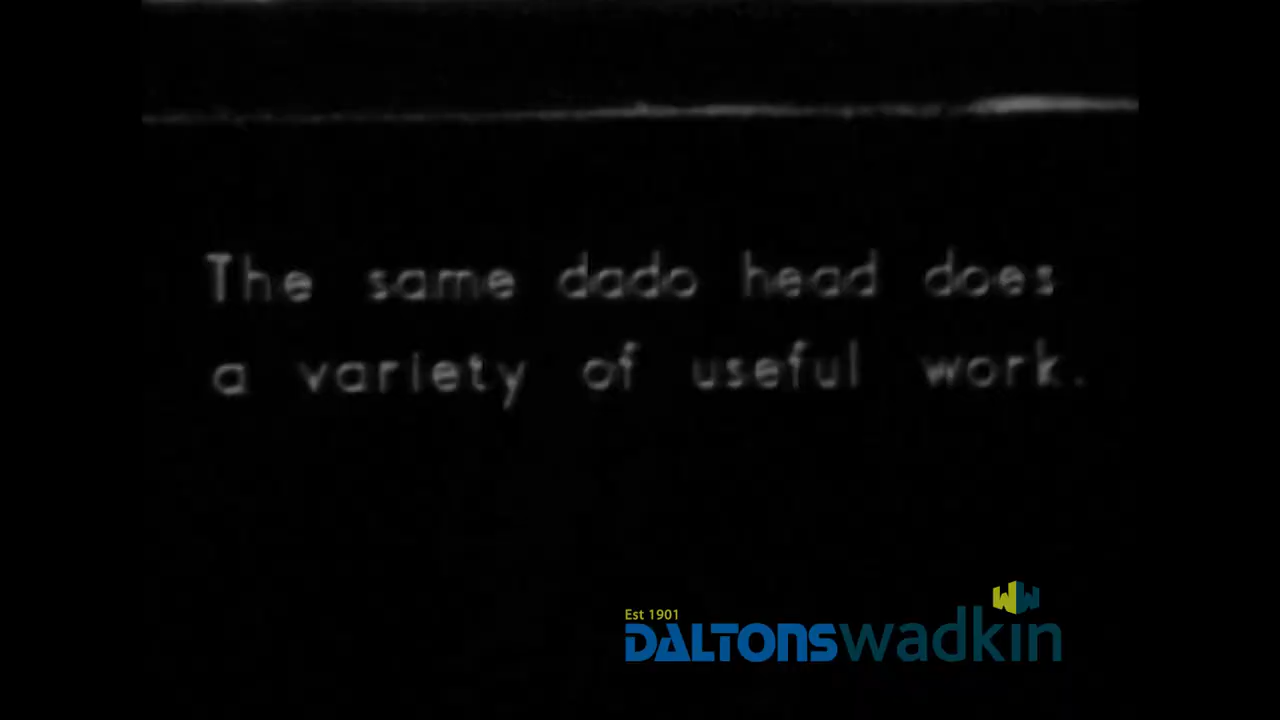 The same dado head does
a variety of useful work.
Est 1901
DALTONSwadkin